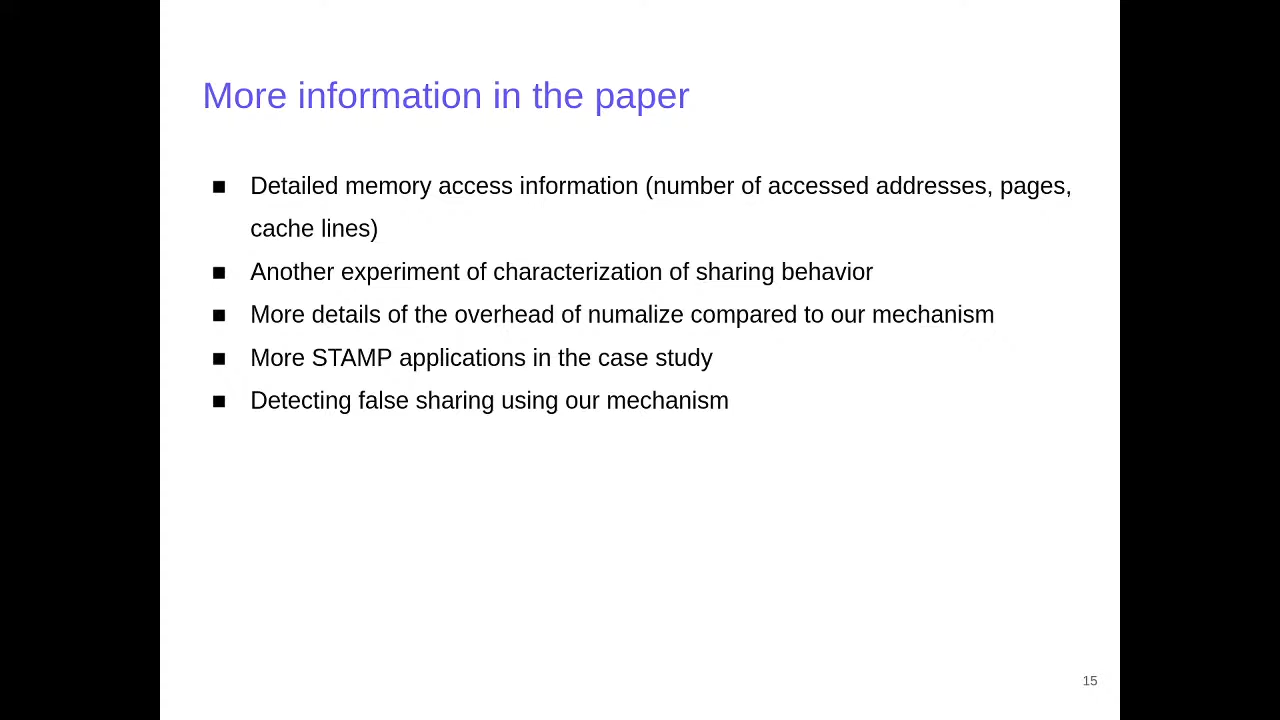 More information in the paper
■ Detailed memory access information (number of accessed addresses, pages,
cache lines)
■ Another experiment of characterization of sharing behavior
■ More details of the overhead of numalize compared to our mechanism
■ More STAMP applications in the case study
■ Detecting false sharing using our mechanism
15